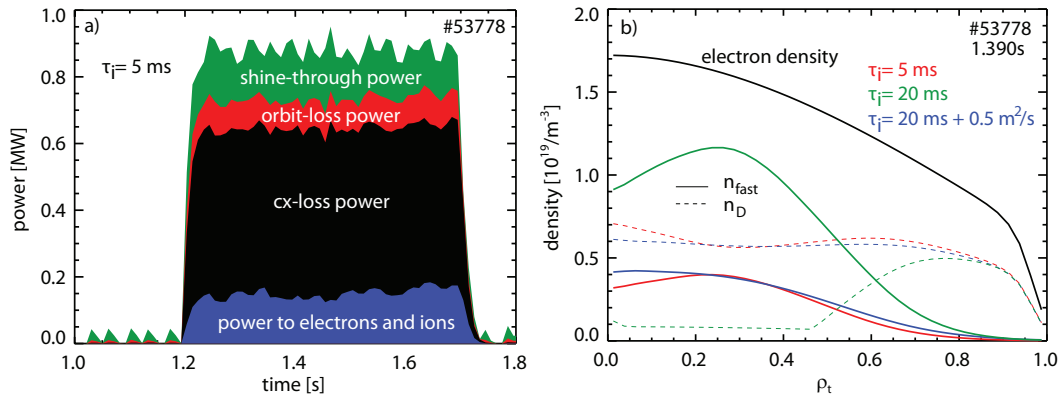 a)
#53778
τi= 5 ms
shine-through power
orbit-loss power
cx-loss power
power to electrons and ions
power [MW]
1.0
0.8
0.6
0.4
0.2
0.0
1.0 1.2 1.4 1.6 1.8
time [s]
b)
#53778
1.390s
electron density
τi= 5 ms
τi= 20 ms
τi= 20 ms + 0.5 m²/s
nfast
nD
density [10¹⁹/m⁻³]
2.0
1.5
1.0
0.5
0.0
0.0 0.2 0.4 0.6 0.8 1.0
ρt